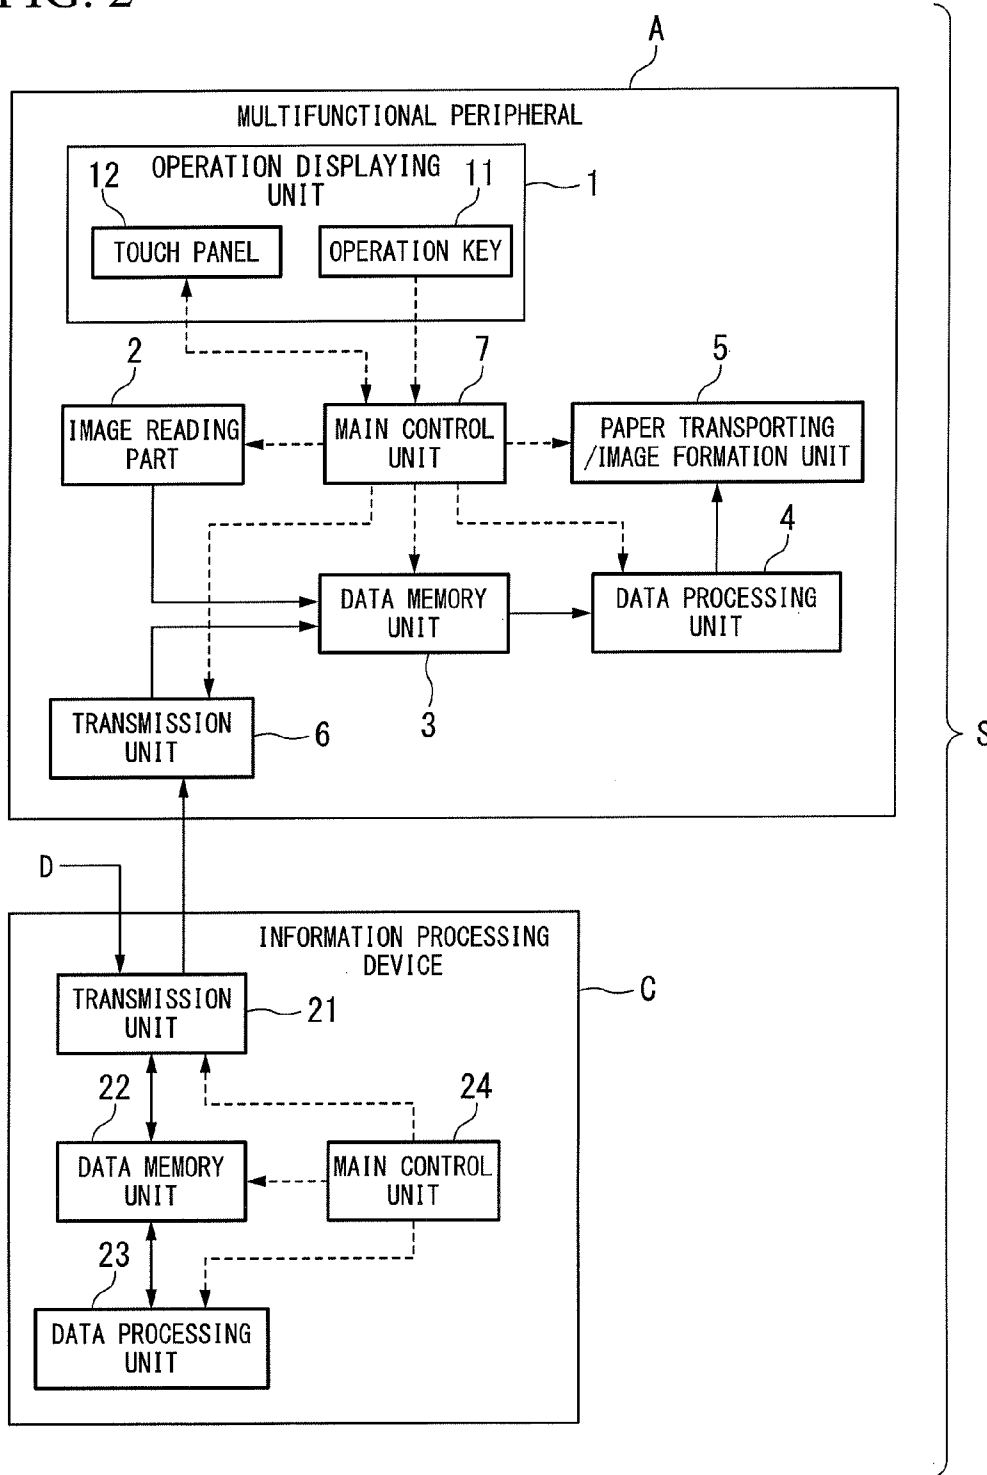 FIG. 2
A
MULTIFUNCTIONAL PERIPHERAL
OPERATION DISPLAYING
UNIT
12
11
1
TOUCH PANEL
OPERATION KEY
2
7
5
IMAGE READING
PART
MAIN CONTROL
UNIT
PAPER TRANSPORTING
/IMAGE FORMATION UNIT
4
DATA MEMORY
UNIT
DATA PROCESSING
UNIT
3
TRANSMISSION
UNIT
6
S
D
INFORMATION PROCESSING
DEVICE
C
TRANSMISSION
UNIT
21
22
24
DATA MEMORY
UNIT
MAIN CONTROL
UNIT
23
DATA PROCESSING
UNIT